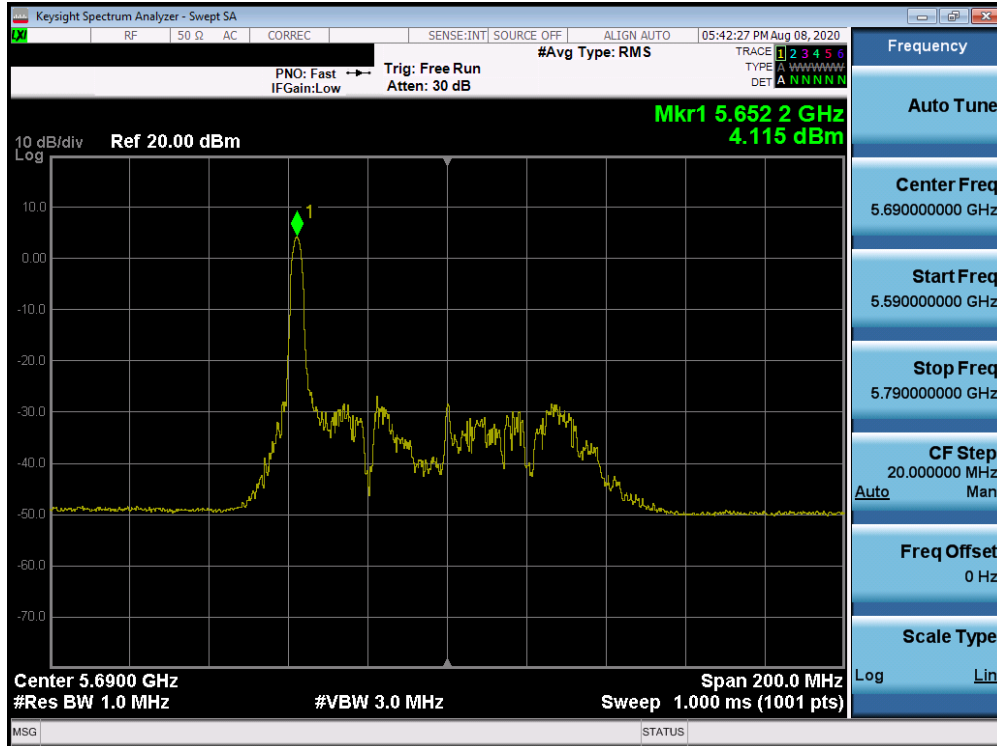 Keysight Spectrum Analyzer - Swept SA
LXI RF 50 Ω AC CORREC SENSE:INT SOURCE OFF ALIGN AUTO 05:42:27 PM Aug 08, 2020
#Avg Type: RMS
TRACE 1 2 3 4 5 6
TYPE A WWWWW
DET A N N N N N
PNO: Fast
IFGain:Low
Trig: Free Run
Atten: 30 dB
Mkr1 5.652 2 GHz
4.115 dBm
10 dB/div Ref 20.00 dBm
Log
1
10.0
0.00
-10.0
-20.0
-30.0
-40.0
-50.0
-60.0
-70.0
Center 5.6900 GHz Span 200.0 MHz
#Res BW 1.0 MHz #VBW 3.0 MHz Sweep 1.000 ms (1001 pts)
MSG STATUS
Frequency
Auto Tune
Center Freq
5.690000000 GHz
Start Freq
5.590000000 GHz
Stop Freq
5.790000000 GHz
CF Step
20.000000 MHz
Auto Man
Freq Offset
0 Hz
Scale Type
Log Lin